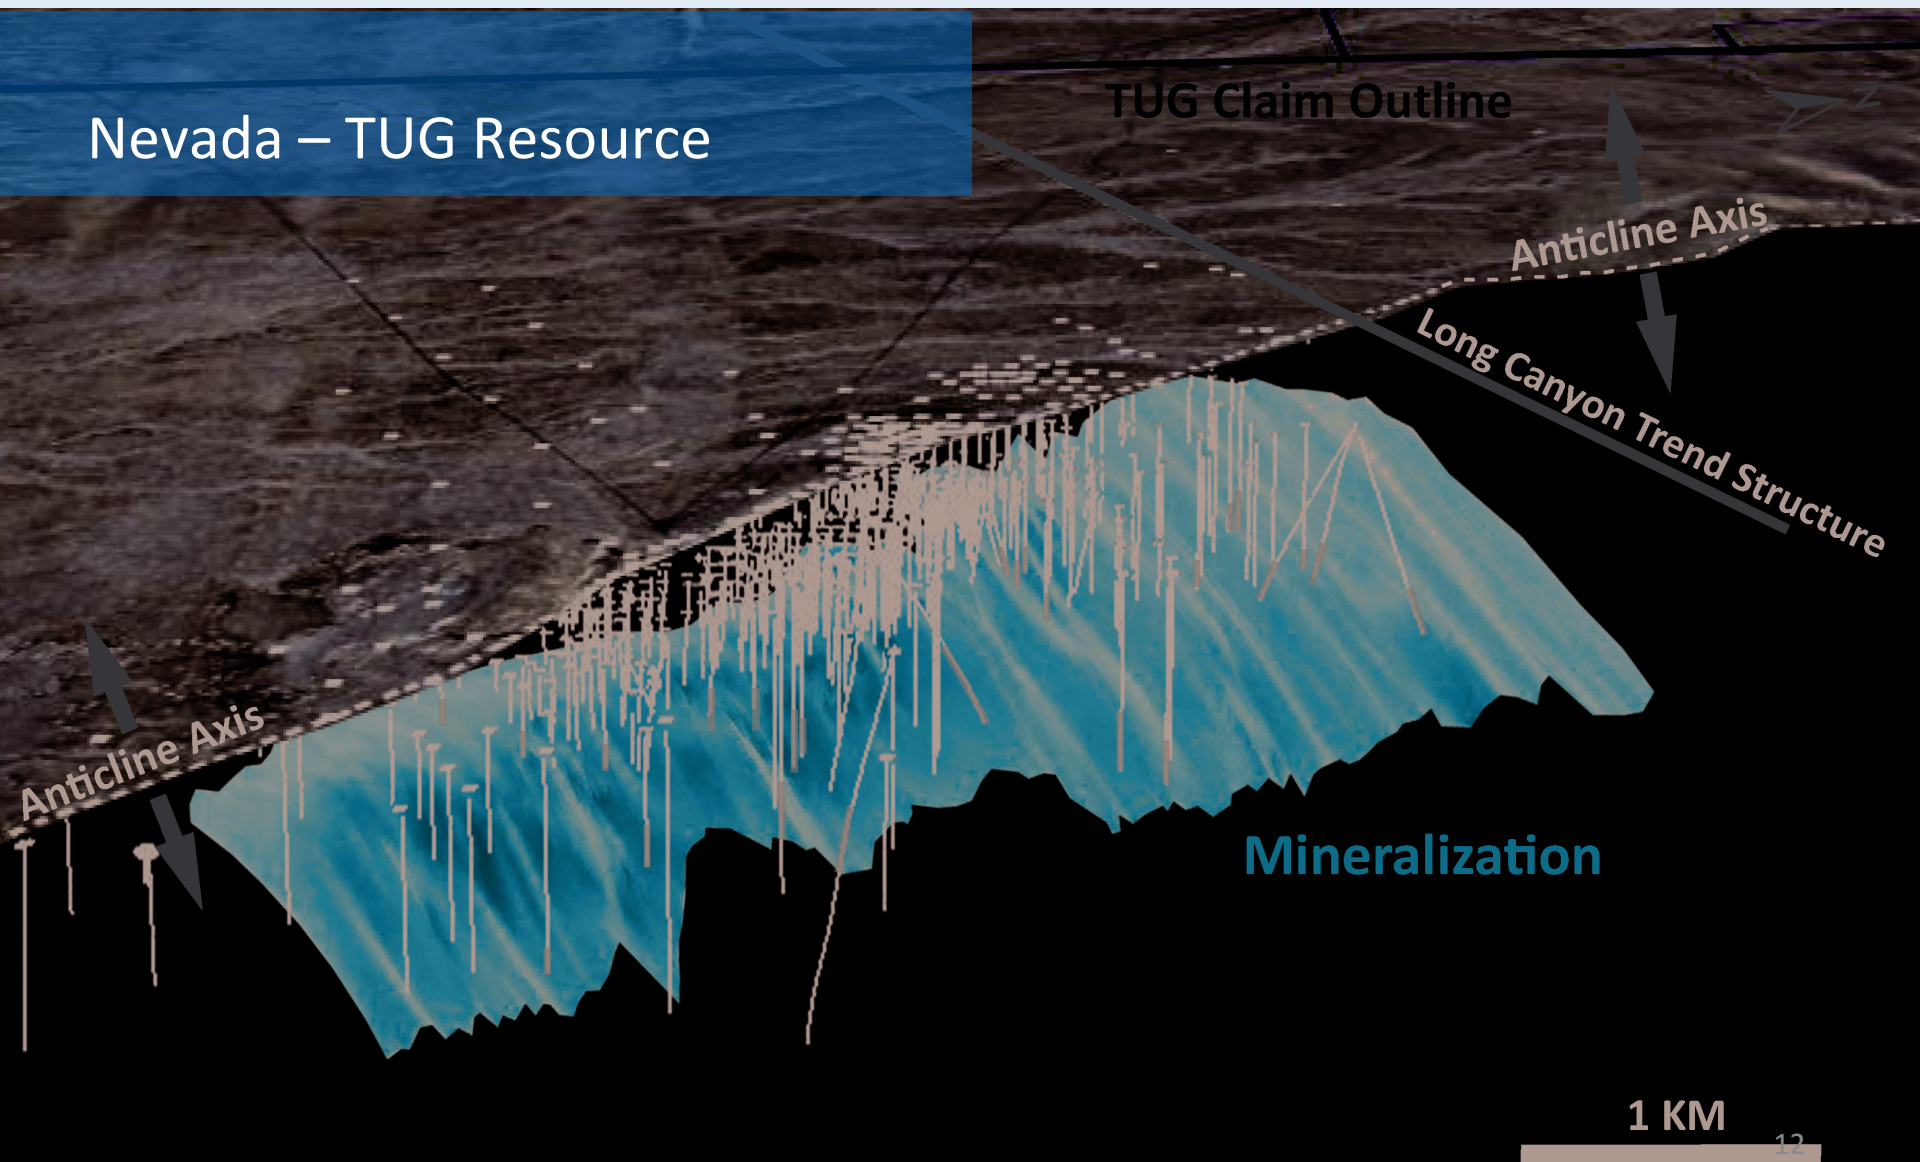 TUG Claim Outline
Nevada – TUG Resource
Z
Anticline Axis
Long Canyon Trend Structure
Anticline Axis
Mineralization
1 KM
12